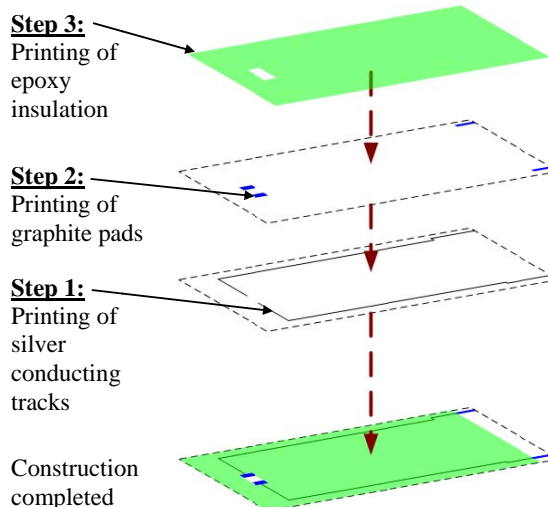 Step 3:
Printing of
epoxy
insulation
Step 2:
Printing of
graphite pads
Step 1:
Printing of
silver
conducting
tracks
Construction
completed